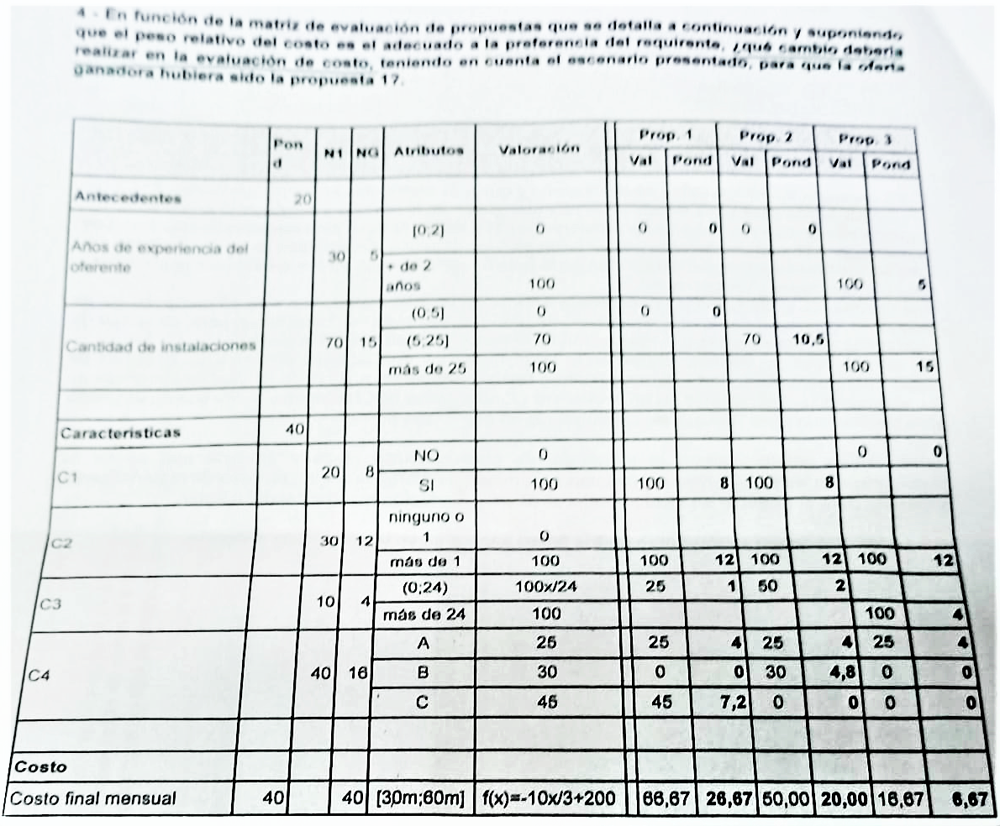 4 - En función de la matriz de evaluación de propuestas que se detalla a continuación y suponiendo
que el peso relativo del costo es el adecuado a la preferencia del requirente, ¿qué cambio debería
realizar en la evaluación de costo, teniendo en cuenta el escenario presentado, para que la oferta
ganadora hubiera sido la propuesta 1?.
Pon d N1 NG Atributos Valoración Prop. 1 Prop. 2 Prop. 3
Val Pond Val Pond Val Pond
Antecedentes 20
Años de experiencia del oferente 30 5 [0;2] 0 0 0 0 0
+ de 2 años 100 100 5
Cantidad de instalaciones 70 15 (0;5] 0 0 0
(5;25] 70 70 10,5
más de 25 100 100 15
Caracteristicas 40
C1 20 8 NO 0 0 0
SI 100 100 8 100 8
C2 30 12 ninguno o 1 0
más de 1 100 100 12 100 12 100 12
C3 10 4 (0;24) 100x/24 25 1 50 2
más de 24 100 100 4
C4 40 16 A 25 25 4 25 4 25 4
B 30 0 0 30 4,8 0 0
C 45 45 7,2 0 0 0 0
Costo
Costo final mensual 40 40 [30m;60m] f(x)=-10x/3+200 66,67 26,67 50,00 20,00 16,67 6,67